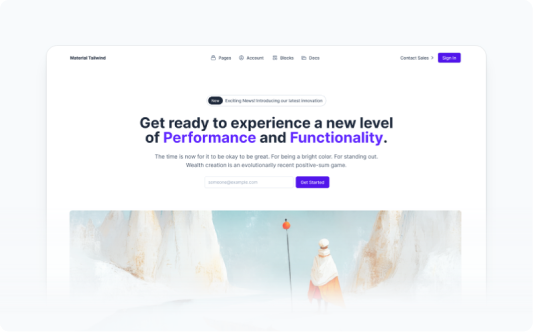 Material Tailwind
Pages Account Blocks Docs
Contact Sales Sign In
New Exciting News! Introducing our latest innovation
Get ready to experience a new level
of Performance and Functionality.
The time is now for it to be okay to be great. For being a bright color. For standing out.
Wealth creation is an evolutionarily recent positive-sum game.
someone@example.com Get Started